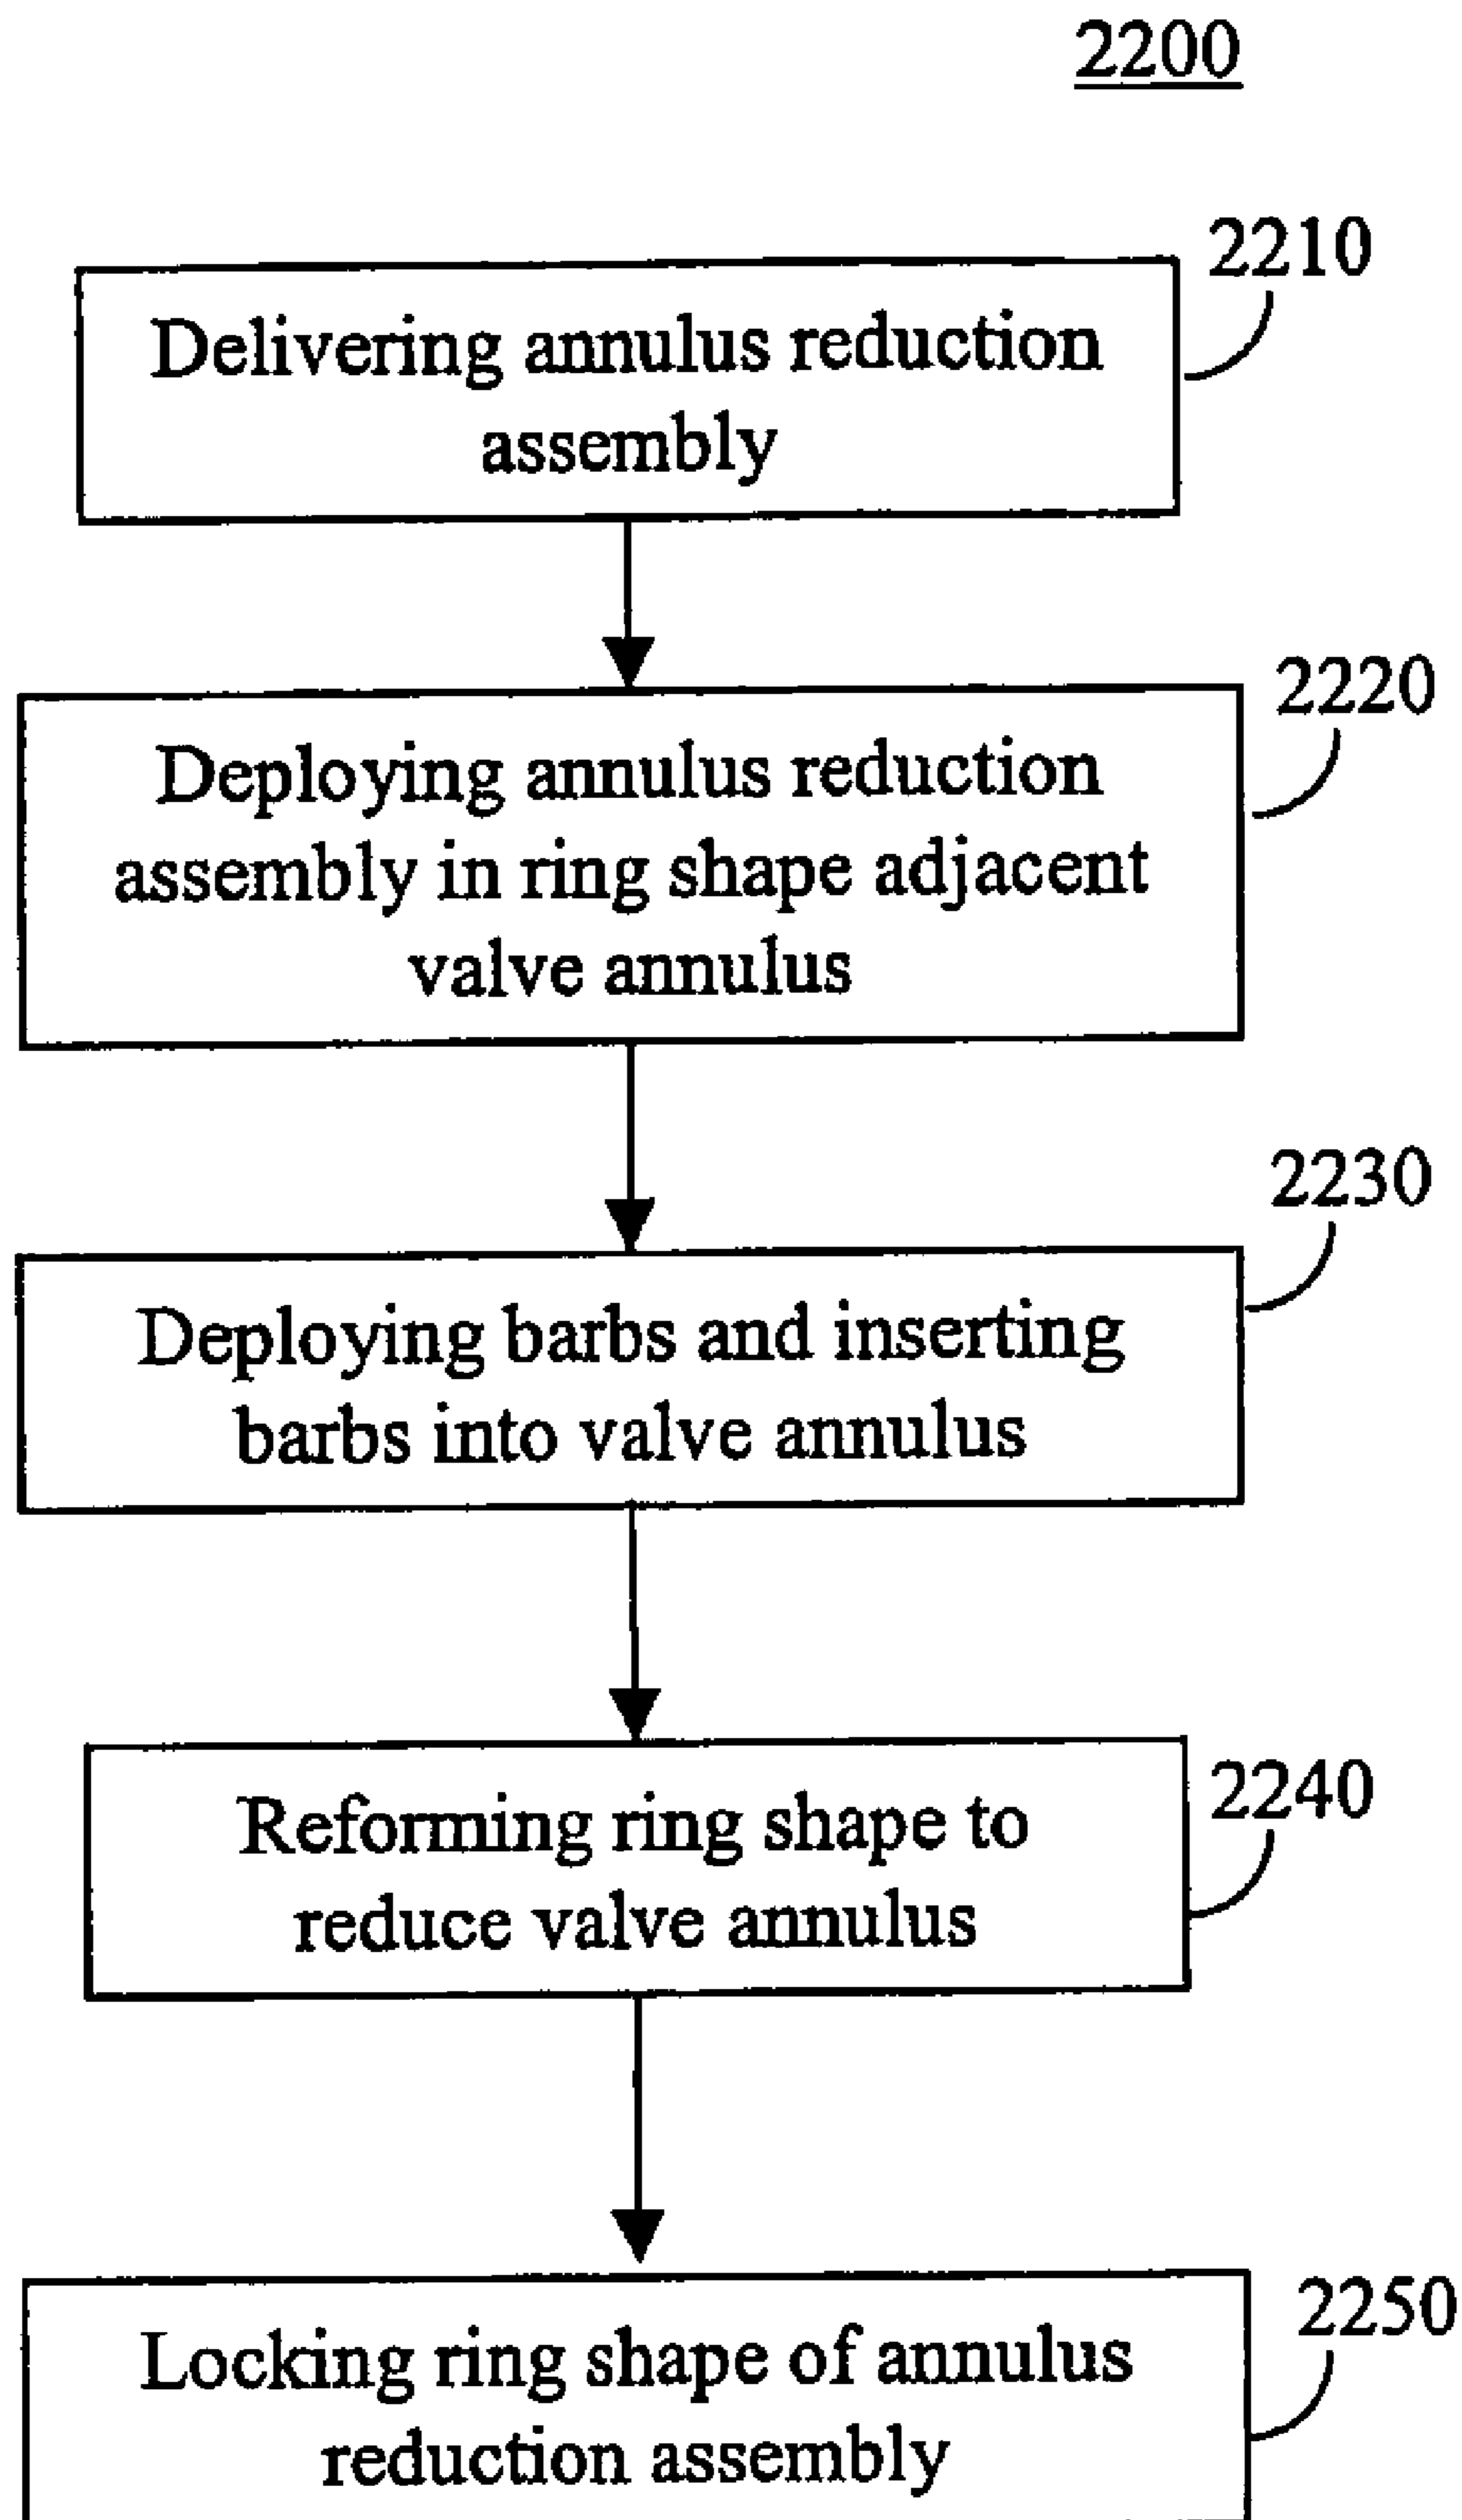 2200
2210
Delivering annulus reduction
assembly
2220
Deploying annulus reduction
assembly in ring shape adjacent
valve annulus
2230
Deploying barbs and inserting
barbs into valve annulus
2240
Reforming ring shape to
reduce valve annulus
2250
Locking ring shape of annulus
reduction assembly